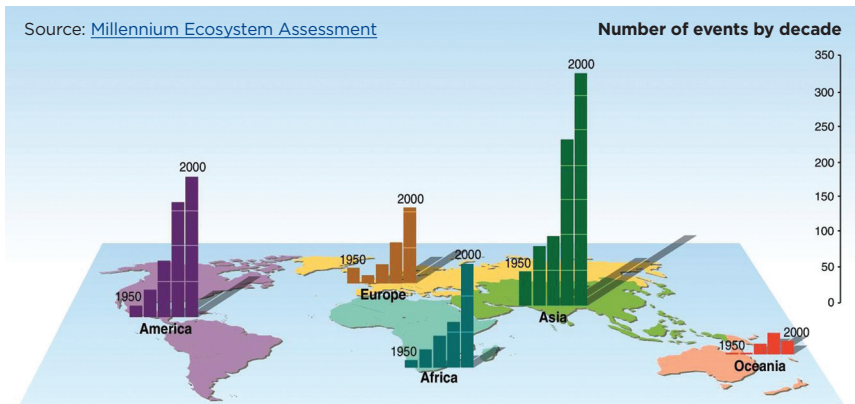 Source: Millennium Ecosystem Assessment
Number of events by decade
350
300
250
200
150
100
50
0
1950
2000
America
1950
2000
Europe
1950
2000
Africa
1950
2000
Asia
1950
2000
Oceania